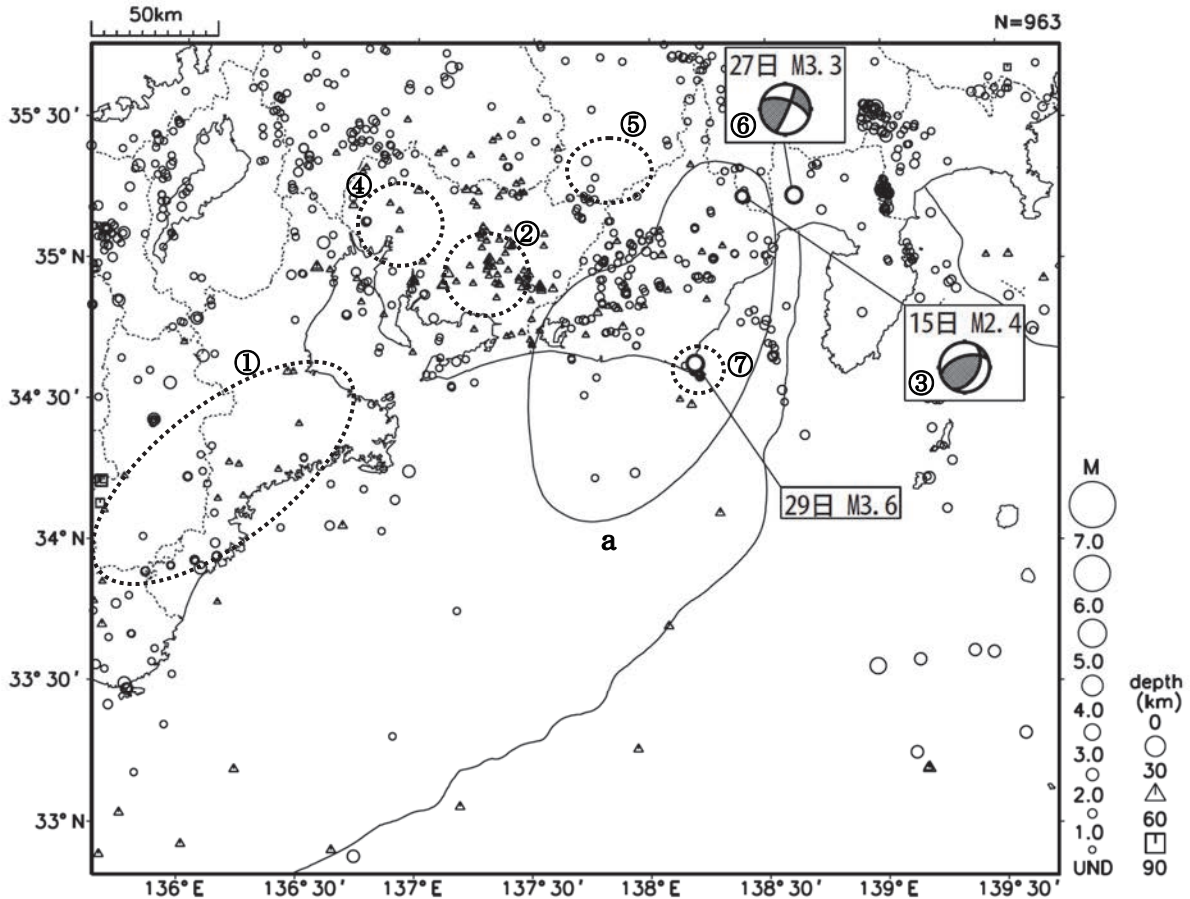 50km
N=963
27日 M3.3
⑥
35°30′
⑤
④
②
35°N
15日 M2.4
③
①
⑦
34°30′
29日 M3.6
34°N
a
33°30′
33°N
136°E
136°30′
137°E
137°30′
138°E
138°30′
139°E
139°30′
M
7.0
6.0
5.0
4.0
3.0
2.0
1.0
UND
depth
(km)
0
30
60
90